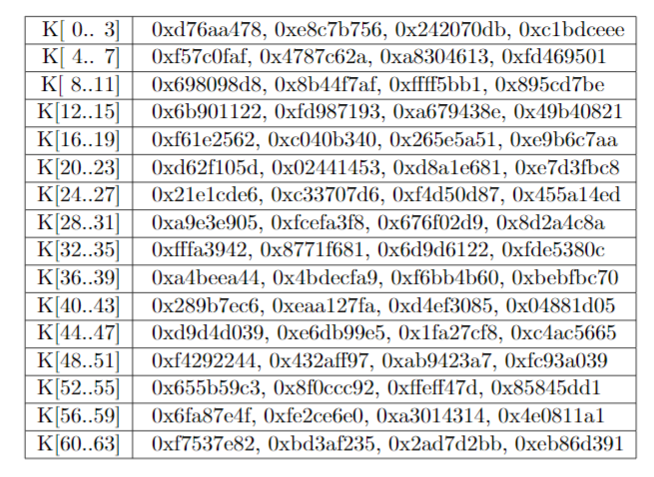 K[ 0.. 3] 0xd76aa478, 0xe8c7b756, 0x242070db, 0xc1bdceee
K[ 4.. 7] 0xf57c0faf, 0x4787c62a, 0xa8304613, 0xfd469501
K[ 8..11] 0x698098d8, 0x8b44f7af, 0xffff5bb1, 0x895cd7be
K[12..15] 0x6b901122, 0xfd987193, 0xa679438e, 0x49b40821
K[16..19] 0xf61e2562, 0xc040b340, 0x265e5a51, 0xe9b6c7aa
K[20..23] 0xd62f105d, 0x02441453, 0xd8a1e681, 0xe7d3fbc8
K[24..27] 0x21e1cde6, 0xc33707d6, 0xf4d50d87, 0x455a14ed
K[28..31] 0xa9e3e905, 0xfcefa3f8, 0x676f02d9, 0x8d2a4c8a
K[32..35] 0xfffa3942, 0x8771f681, 0x6d9d6122, 0xfde5380c
K[36..39] 0xa4beea44, 0x4bdecfa9, 0xf6bb4b60, 0xbebfbc70
K[40..43] 0x289b7ec6, 0xeaa127fa, 0xd4ef3085, 0x04881d05
K[44..47] 0xd9d4d039, 0xe6db99e5, 0x1fa27cf8, 0xc4ac5665
K[48..51] 0xf4292244, 0x432aff97, 0xab9423a7, 0xfc93a039
K[52..55] 0x655b59c3, 0x8f0ccc92, 0xffeff47d, 0x85845dd1
K[56..59] 0x6fa87e4f, 0xfe2ce6e0, 0xa3014314, 0x4e0811a1
K[60..63] 0xf7537e82, 0xbd3af235, 0x2ad7d2bb, 0xeb86d391